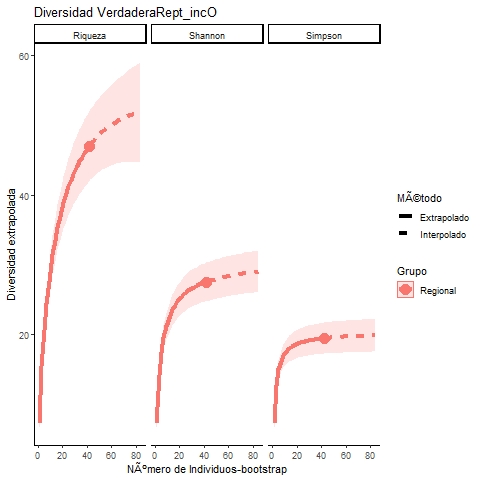 Diversidad VerdaderaRept_incO
Riqueza
Shannon
Simpson
60
40
20
Diversidad extrapolada
0 20 40 60 80
0 20 40 60 80
0 20 40 60 80
NÃºmero de Individuos-bootstrap
MÃ©todo
Extrapolado
Interpolado
Grupo
Regional